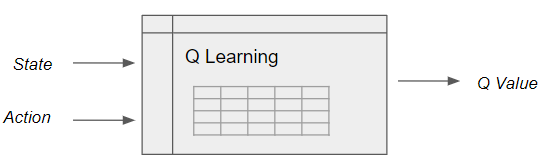 State
Q Learning
Action
Q Value